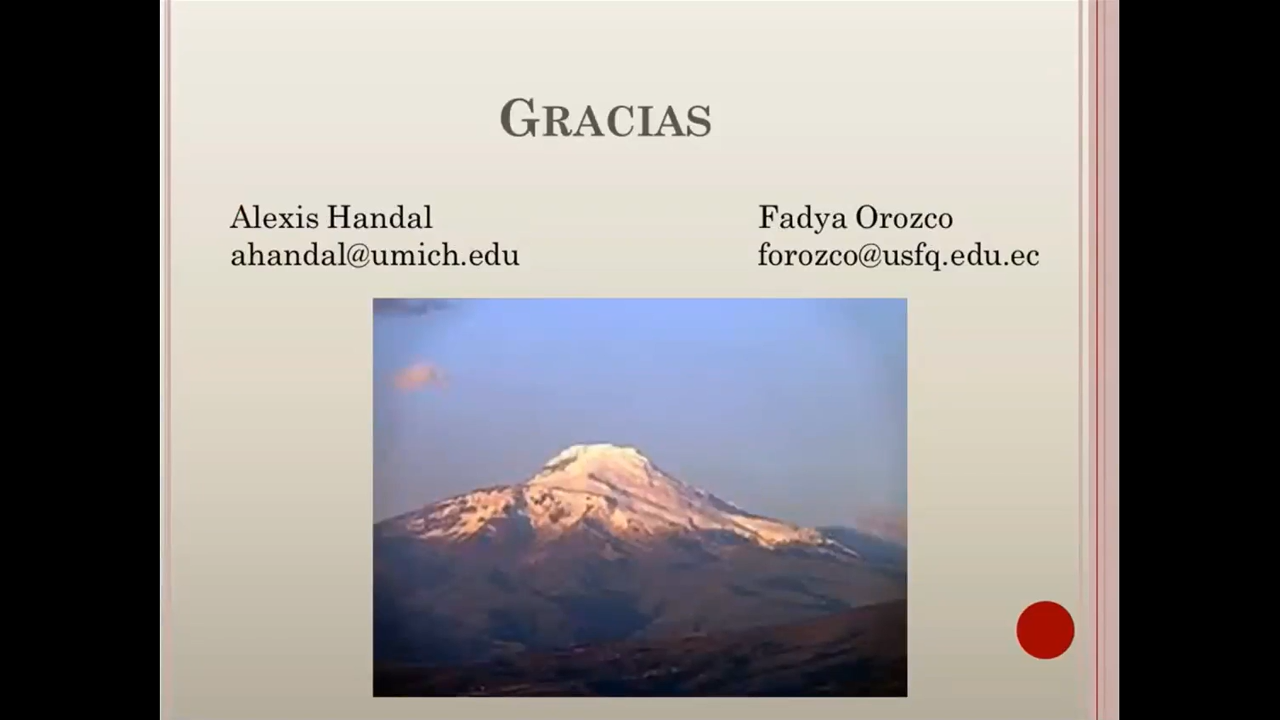 GRACIAS
Alexis Handal
ahandal@umich.edu
Fadya Orozco
forozco@usfq.edu.ec